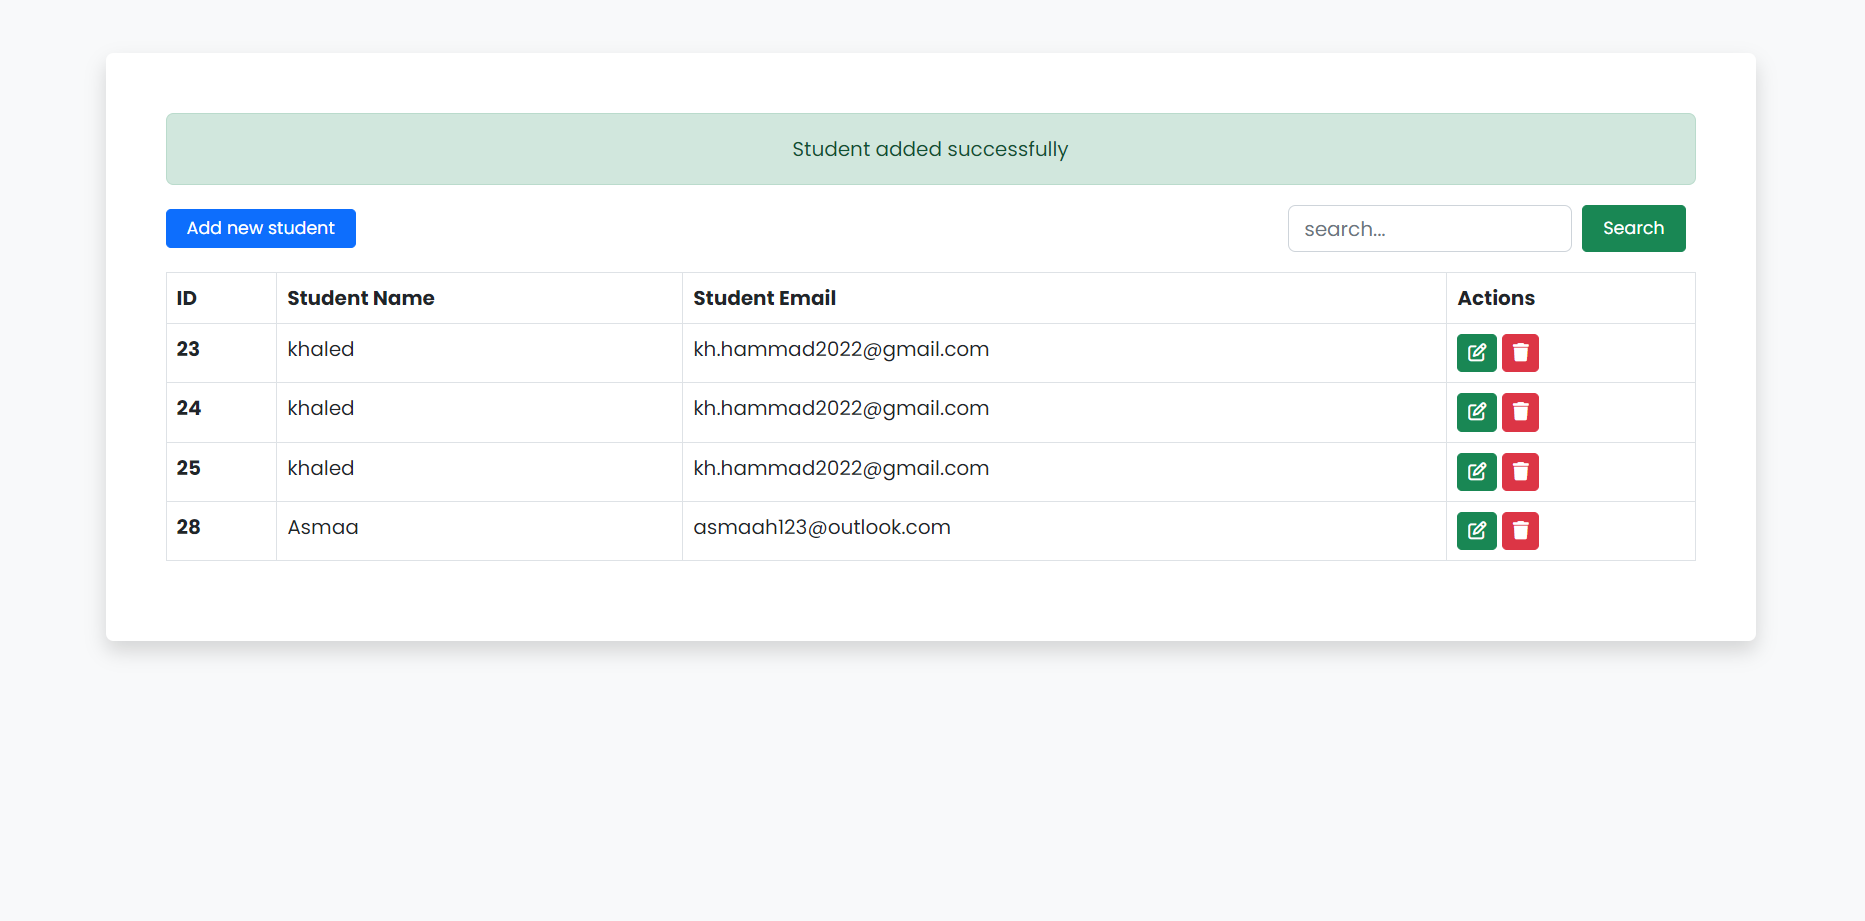 Student added successfully
Add new student search... Search
ID Student Name Student Email Actions
23 khaled kh.hammad2022@gmail.com
24 khaled kh.hammad2022@gmail.com
25 khaled kh.hammad2022@gmail.com
28 Asmaa asmaah123@outlook.com